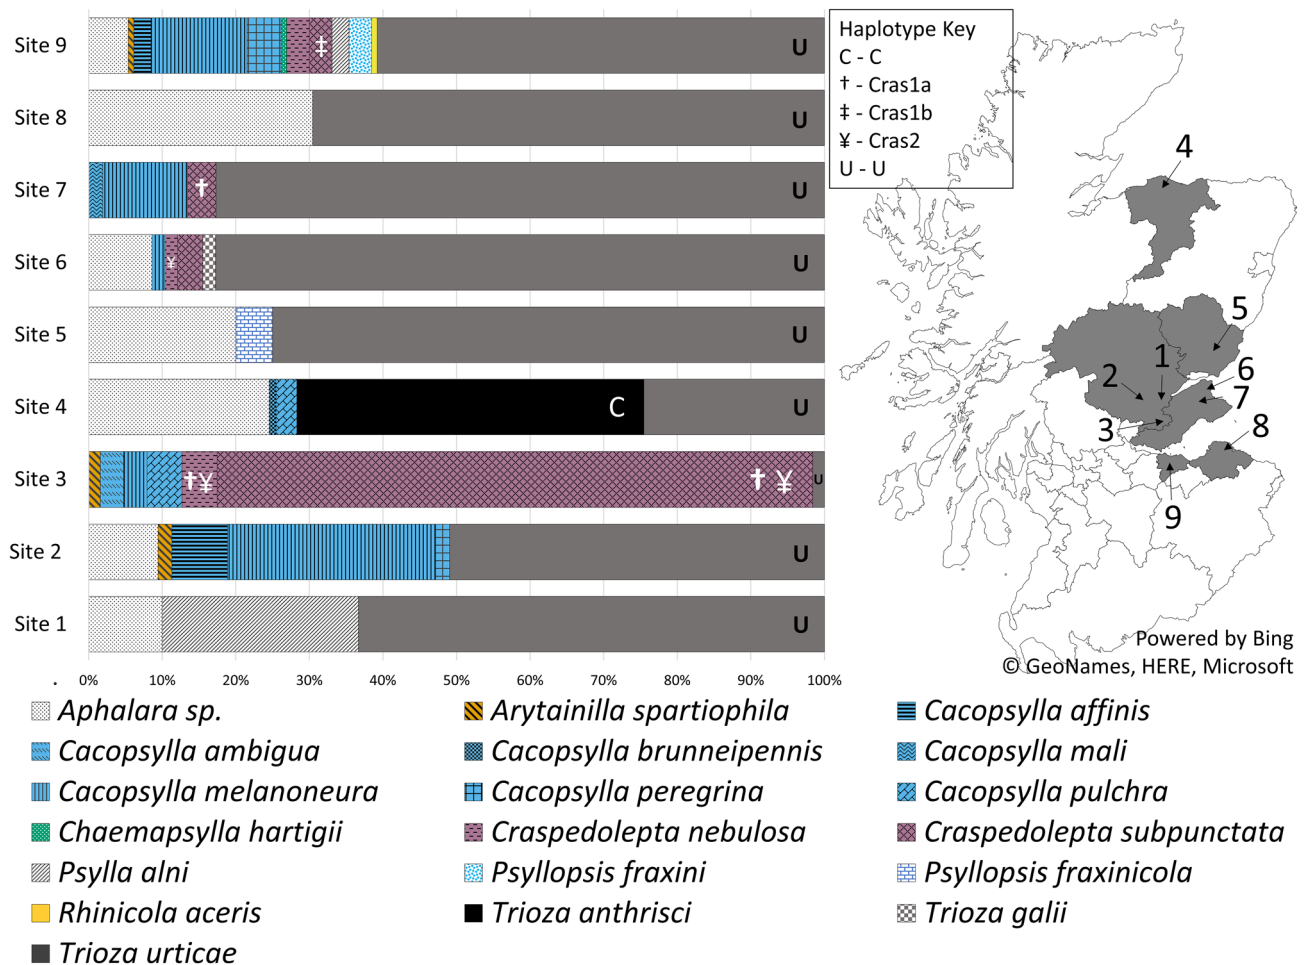 Site 9
U
Site 8
U
Site 7
†
U
Site 6
¥
U
Site 5
U
Site 4
C
U
Site 3
†¥
† ¥
U
Site 2
U
Site 1
U
‡
. 0% 10% 20% 30% 40% 50% 60% 70% 80% 90% 100%
Haplotype Key
C - C
† - Cras1a
‡ - Cras1b
¥ - Cras2
U - U
4
5
1
2
6
7
3
8
9
Powered by Bing
© GeoNames, HERE, Microsoft
Aphalara sp. Arytainilla spartiophila Cacopsylla affinis
Cacopsylla ambigua Cacopsylla brunneipennis Cacopsylla mali
Cacopsylla melanoneura Cacopsylla peregrina Cacopsylla pulchra
Chaemapsylla hartigii Craspedolepta nebulosa Craspedolepta subpunctata
Psylla alni Psyllopsis fraxini Psyllopsis fraxinicola
Rhinicola aceris Trioza anthrisci Trioza galii
Trioza urticae